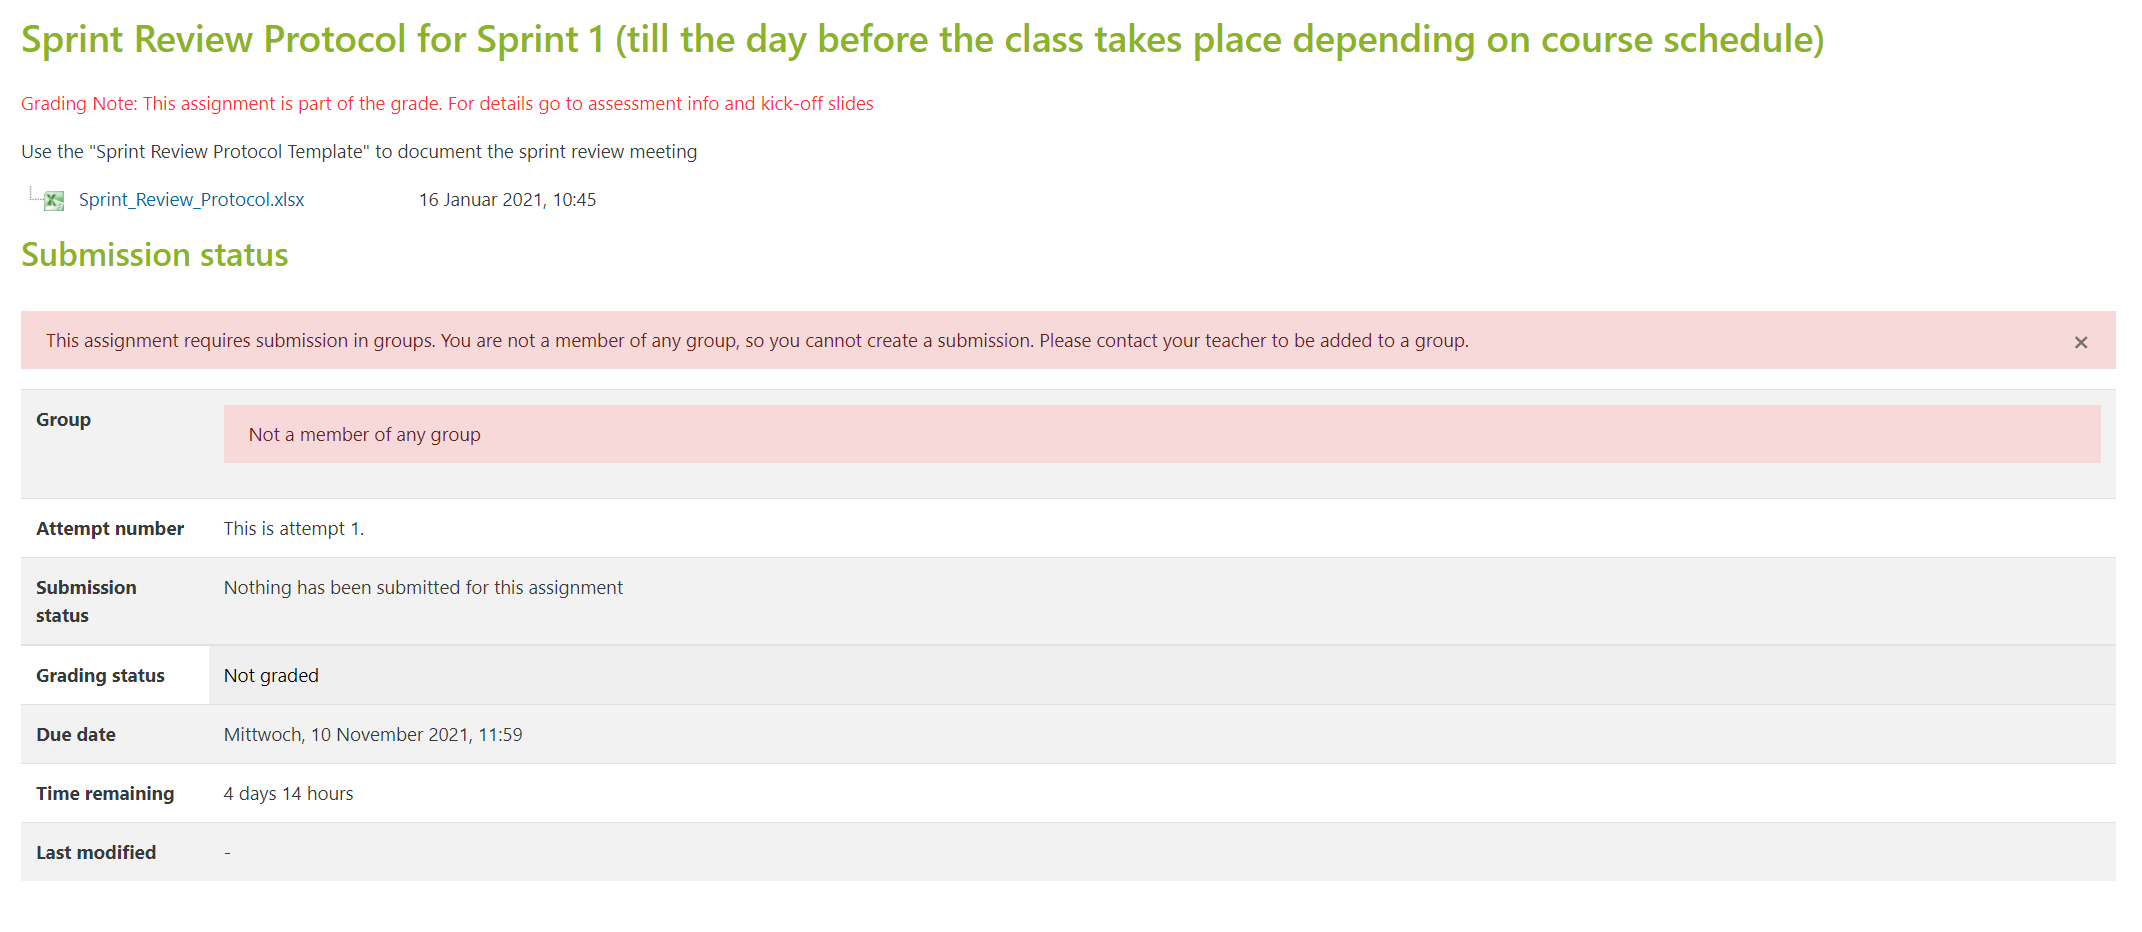 Sprint Review Protocol for Sprint 1 (till the day before the class takes place depending on course schedule)
Grading Note: This assignment is part of the grade. For details go to assessment info and kick-off slides
Use the "Sprint Review Protocol Template" to document the sprint review meeting
Sprint_Review_Protocol.xlsx 16 Januar 2021, 10:45
Submission status
This assignment requires submission in groups. You are not a member of any group, so you cannot create a submission. Please contact your teacher to be added to a group. ×
Group Not a member of any group
Attempt number This is attempt 1.
Submission status Nothing has been submitted for this assignment
Grading status Not graded
Due date Mittwoch, 10 November 2021, 11:59
Time remaining 4 days 14 hours
Last modified -